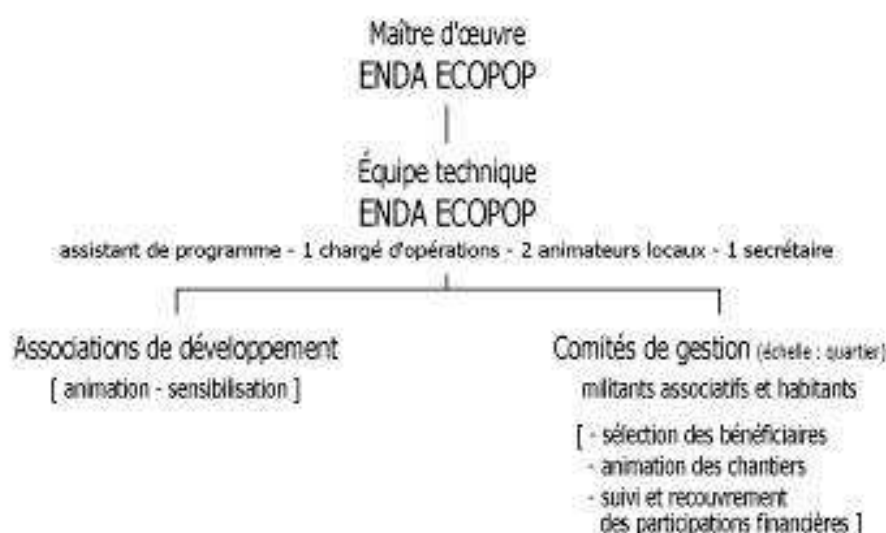 Maître d'œuvre
ENDA ECOPOP
Équipe technique
ENDA ECOPOP
assistant de programme - 1 chargé d'opérations - 2 animateurs locaux - 1 secrétaire
Associations de développement
[ animation - sensibilisation ]
Comités de gestion (échelle : quartier)
militants associatifs et habitants
[ - sélection des bénéficiaires
- animation des chantiers
- suivi et recouvrement
des participations financières ]